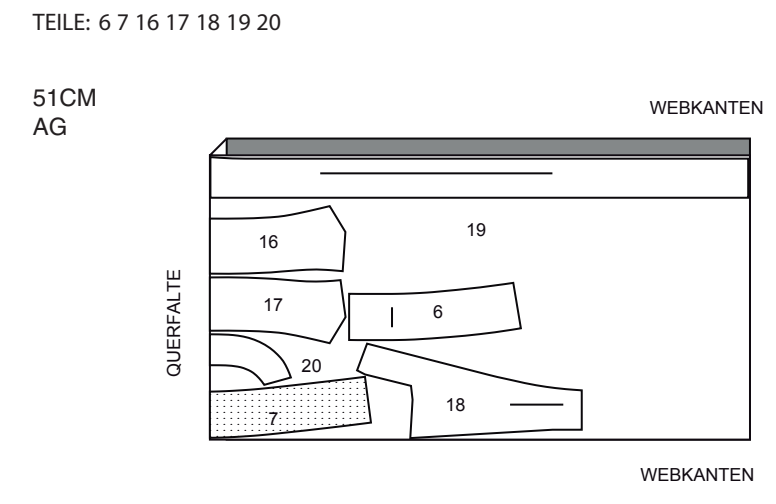 TEILE: 6 7 16 17 18 19 20
51CM
AG
WEBKANTEN
19
16
17
6
QUERFALTE
20
18
7
WEBKANTEN